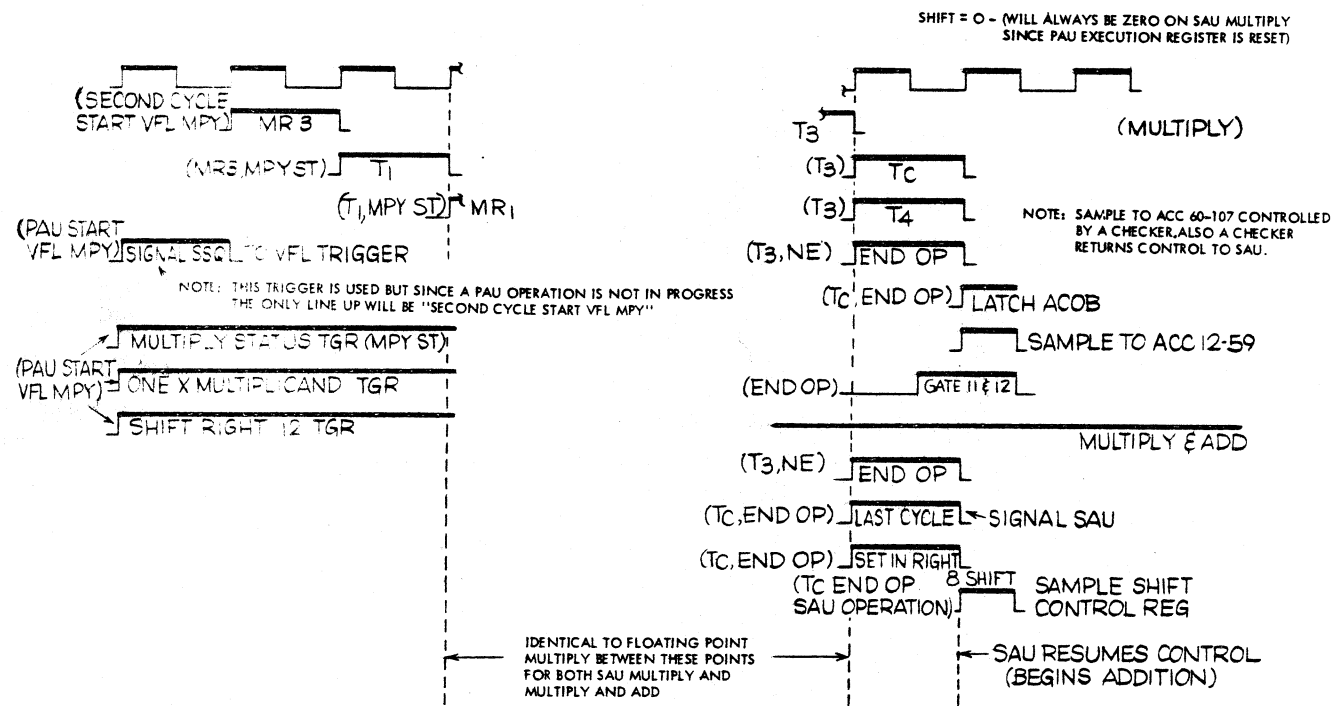 SHIFT = O - (WILL ALWAYS BE ZERO ON SAU MULTIPLY
SINCE PAU EXECUTION REGISTER IS RESET)
(SECOND CYCLE
START VFL MPY)
MR 3
T3
(MULTIPLY)
(MR3, MPY ST)
T1
(T3)
TC
(T1, MPY ST)
MR1
(T3)
T4
NOTE: SAMPLE TO ACC 60-107 CONTROLLED
BY A CHECKER. ALSO A CHECKER
RETURNS CONTROL TO SAU.
(PAU START
VFL MPY)
SIGNAL SSQ TO VFL TRIGGER
(T3, NE)
END OP
NOTE: THIS TRIGGER IS USED BUT SINCE A PAU OPERATION IS NOT IN PROGRESS
THE ONLY LINE UP WILL BE "SECOND CYCLE START VFL MPY"
(TC, END OP)
LATCH ACOB
MULTIPLY STATUS TGR (MPY ST)
SAMPLE TO ACC 12-59
(PAU START
VFL MPY)
ONE X MULTIPLICAND TGR
(END OP)
GATE 11 & 12
SHIFT RIGHT 12 TGR
MULTIPLY & ADD
(T3, NE)
END OP
(TC, END OP)
LAST CYCLE
SIGNAL SAU
(TC, END OP)
SET IN RIGHT
(TC END OP
SAU OPERATION)
8 SHIFT
SAMPLE SHIFT
CONTROL REG
IDENTICAL TO FLOATING POINT
MULTIPLY BETWEEN THESE POINTS
FOR BOTH SAU MULTIPLY AND
MULTIPLY AND ADD
SAU RESUMES CONTROL
(BEGINS ADDITION)